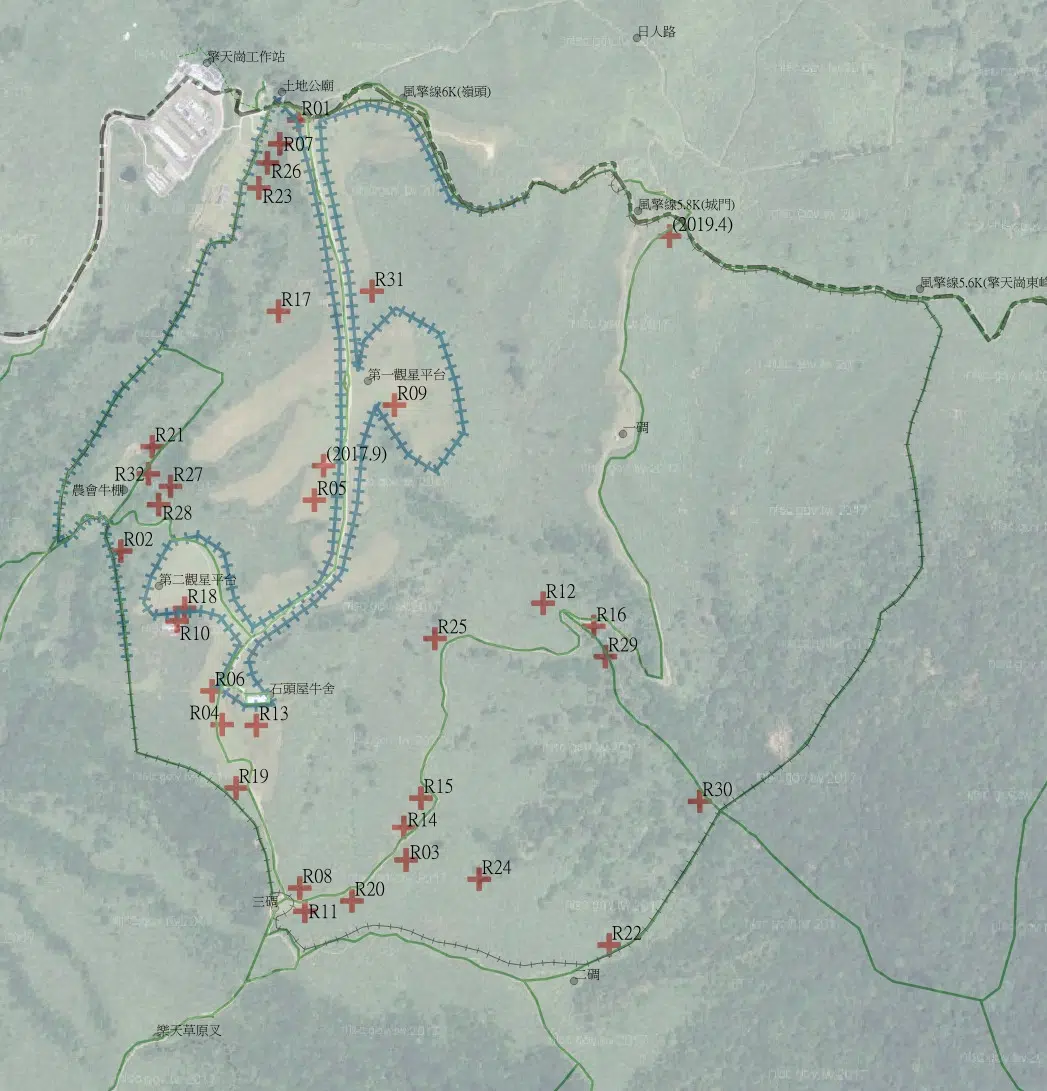 日人路
擎天崗工作站
土地公廟
風擎線6K(嶺頭)
R01
R07
R26
R23
風擎線5.8K(城門)
(2019.4)
R31
風擎線5.6K(擎天崗東峰
R17
第一觀星平台
R09
一碉
R21
(2017.9)
R32
R27
農會牛棚
R05
R28
R02
第二觀星平台
R18
R12
R10
R16
R25
R29
R06
石頭屋牛舍
R04
R13
R19
R15
R30
R14
R03
R24
R08
三碉
R11
R20
R22
二碉
樂天草原叉